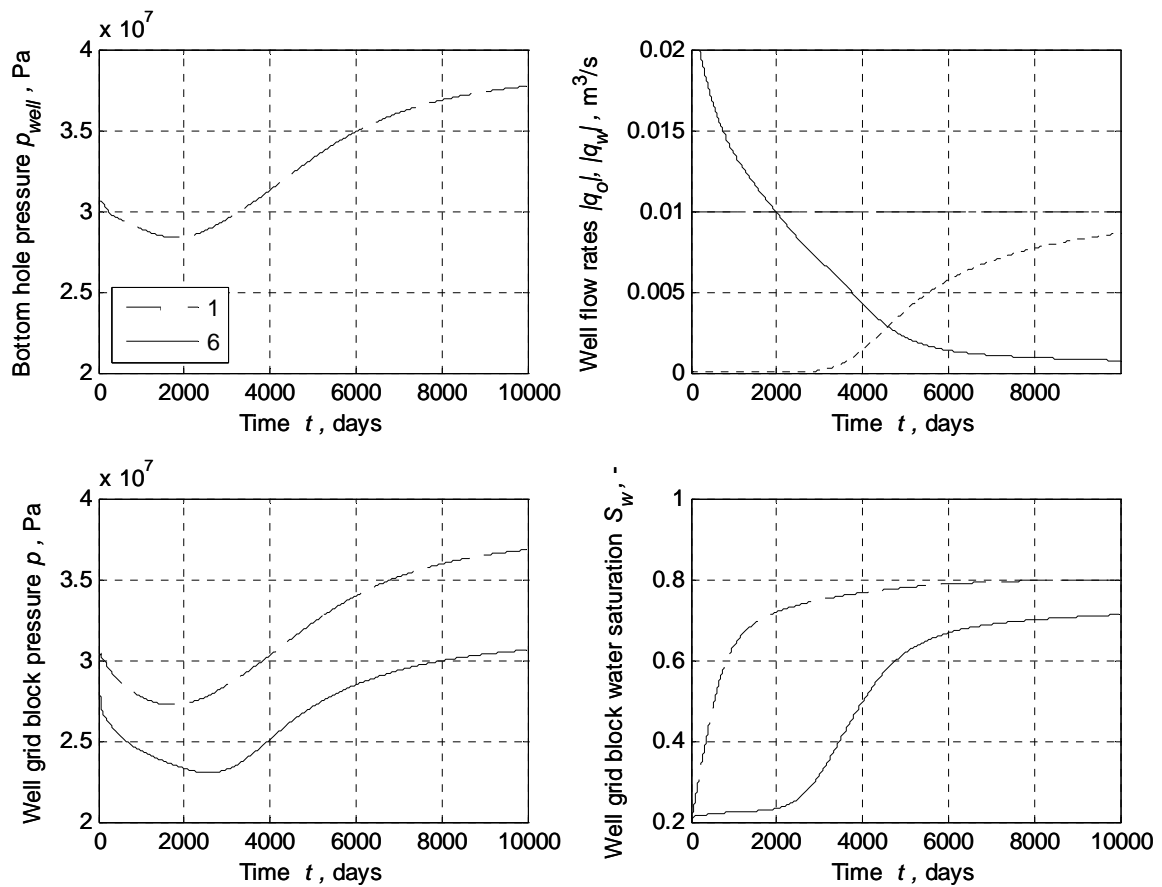 x 10^7
4
3.5
3
2.5
2
0 2000 4000 6000 8000 10000
Time t , days
Bottom hole pressure p_well , Pa
1
6
0.02
0.015
0.01
0.005
0
0 2000 4000 6000 8000
Time t , days
Well flow rates |q_o|, |q_w| , m^3/s
x 10^7
4
3.5
3
2.5
2
0 2000 4000 6000 8000 10000
Time t , days
Well grid block pressure p , Pa
1
0.8
0.6
0.4
0.2
0 2000 4000 6000 8000 10000
Time t , days
Well grid block water saturation S_w , -